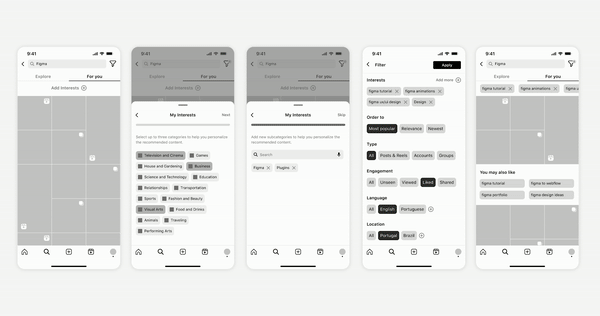 9:41
Figma
Explore
For you
Add Interests
9:41
Figma
Explore
For you
My Interests
Next
Select up to three categories to help you personalize
the recommended content.
Television and Cinema
Games
House and Gardening
Business
Science and Technology
Education
Relationships
Transportation
Sports
Fashion and Beauty
Visual Arts
Food and Drinks
Animals
Traveling
Performing Arts
9:41
Figma
Explore
For you
My Interests
Skip
Add new subcategories to help you personalize the
recommended content.
Search
Figma
Plugins
9:41
Filter
Apply
Interests
Add more
figma tutorial
figma animations
figma ux/ui design
Design
Order to
Most popular
Relevance
Newest
Type
All
Posts & Reels
Accounts
Groups
Engagement
All
Unseen
Viewed
Liked
Shared
Language
All
English
Portuguese
Location
All
Portugal
Brazil
9:41
Figma
Explore
For you
figma tutorial
figma animations
You may also like
figma tutorial
figma to webflow
figma portfolio
figma design ideas